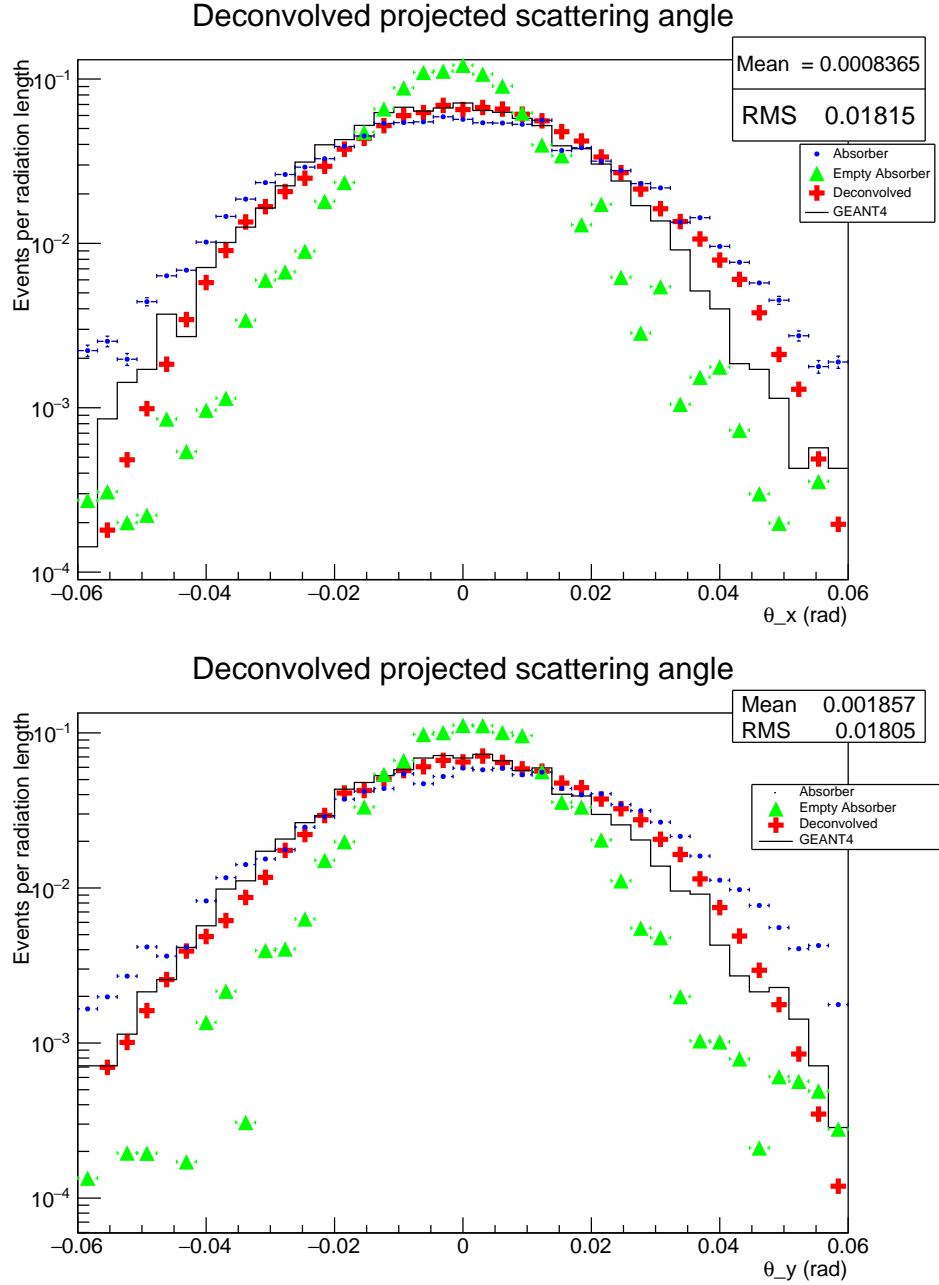 Deconvolved projected scattering angle
Mean = 0.0008365
RMS 0.01815
Absorber
Empty Absorber
Deconvolved
GEANT4
Events per radiation length
10⁻¹
10⁻²
10⁻³
10⁻⁴
−0.06 −0.04 −0.02 0 0.02 0.04 0.06
θ_x (rad)
Deconvolved projected scattering angle
Mean 0.001857
RMS 0.01805
Absorber
Empty Absorber
Deconvolved
GEANT4
Events per radiation length
10⁻¹
10⁻²
10⁻³
10⁻⁴
−0.06 −0.04 −0.02 0 0.02 0.04 0.06
θ_y (rad)